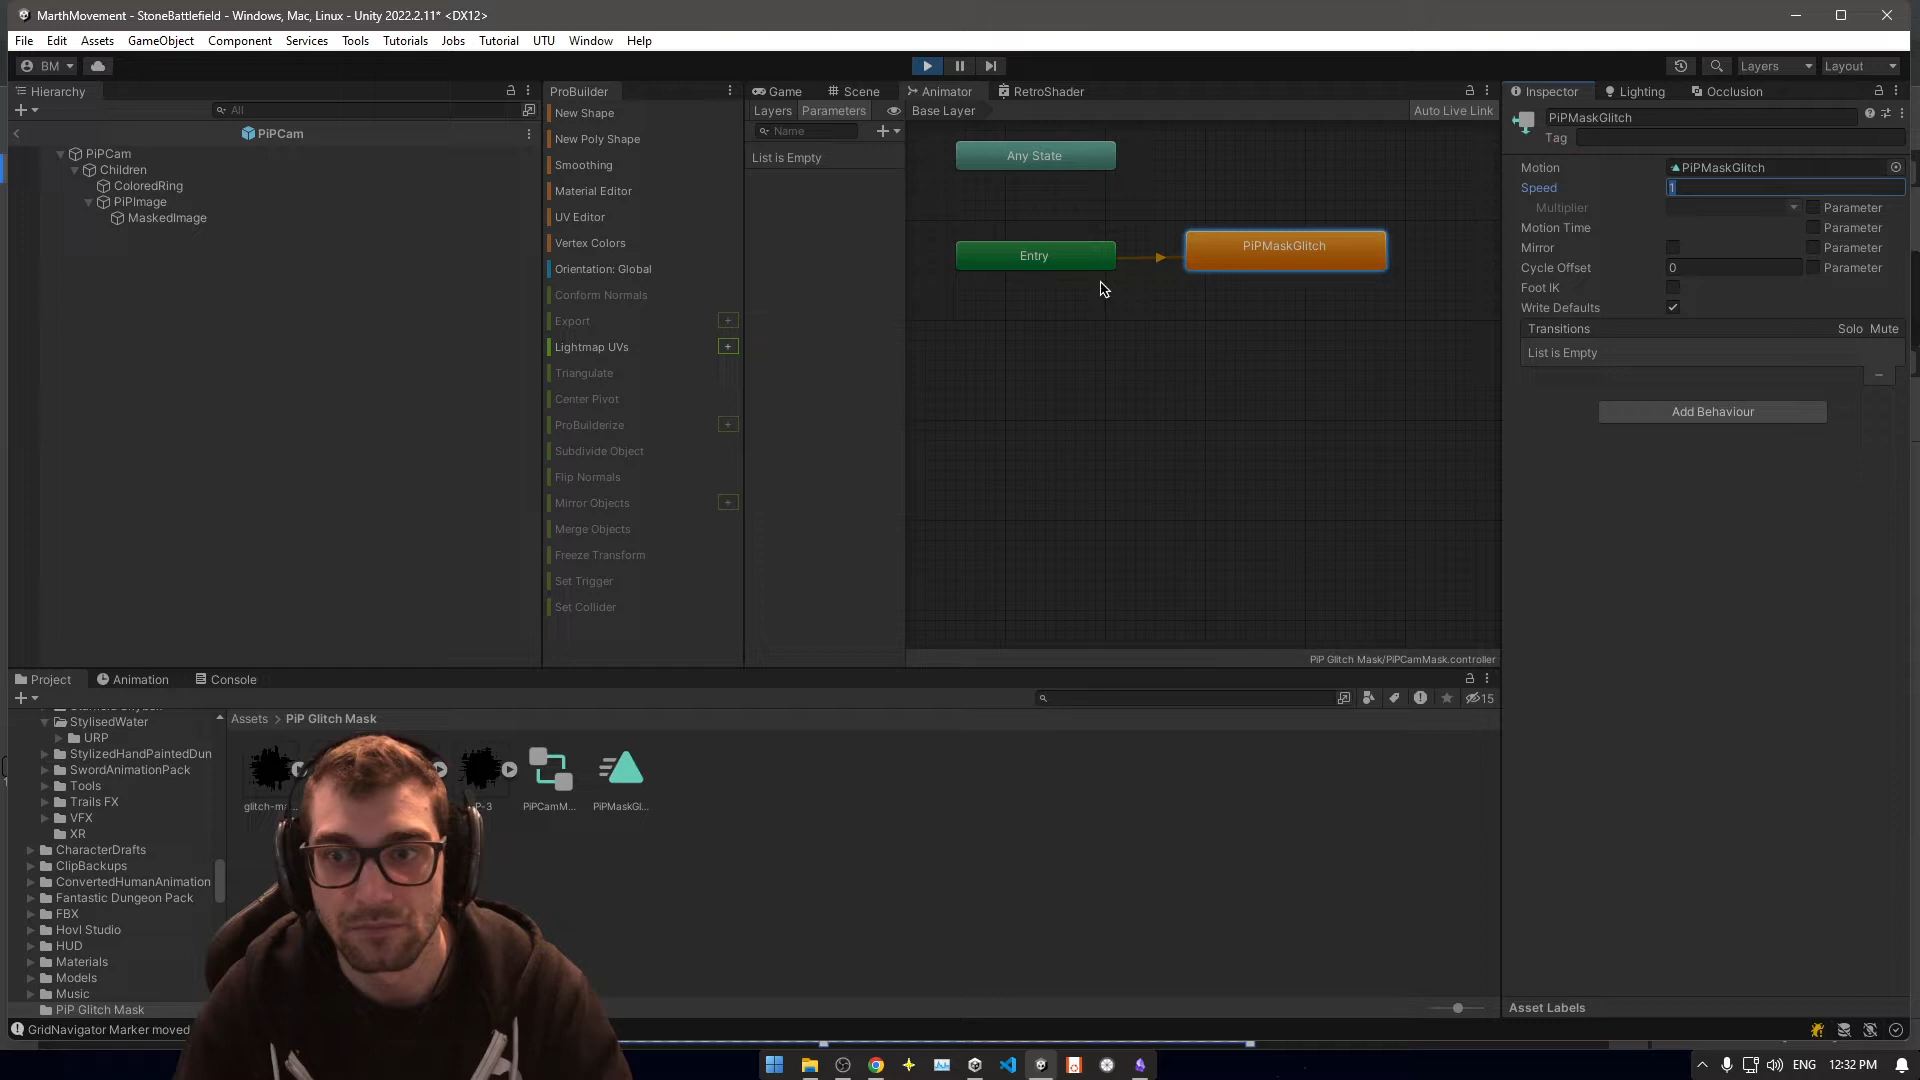 MarthMovement - StoneBattlefield - Windows, Mac, Linux - Unity 2022.2.11* <DX12>
File Edit Assets GameObject Component Services Tools Tutorials Jobs Tutorial UTU Window Help
BM
Layers Layout
Hierarchy
All
PiPCam
PiPCam
Children
ColoredRing
PiPImage
MaskedImage
ProBuilder
New Shape
New Poly Shape
Smoothing
Material Editor
UV Editor
Vertex Colors
Orientation: Global
Conform Normals
Export
Lightmap UVs
Triangulate
Center Pivot
ProBuilderize
Subdivide Object
Flip Normals
Mirror Objects
Merge Objects
Freeze Transform
Set Trigger
Set Collider
Game Scene Animator RetroShader
Layers Parameters Base Layer Auto Live Link
Name
List is Empty
Any State
Entry
PiPMaskGlitch
PiP Glitch Mask/PiPCamMask.controller
Inspector Lighting Occlusion
PiPMaskGlitch
Tag
Motion PiPMaskGlitch
Speed 1
Multiplier Parameter
Motion Time Parameter
Mirror Parameter
Cycle Offset 0 Parameter
Foot IK
Write Defaults
Transitions Solo Mute
List is Empty
Add Behaviour
Asset Labels
Project Animation Console
15
StylisedWater
URP
StylizedHandPaintedDun
SwordAnimationPack
Tools
Trails FX
VFX
XR
CharacterDrafts
ClipBackups
ConvertedHumanAnimation
Fantastic Dungeon Pack
FBX
Hovl Studio
HUD
Materials
Models
Music
PiP Glitch Mask
Assets > PiP Glitch Mask
glitch-ma... P-3 PiPCamM... PiPMaskGl...
GridNavigator Marker moved
ENG 12:32 PM